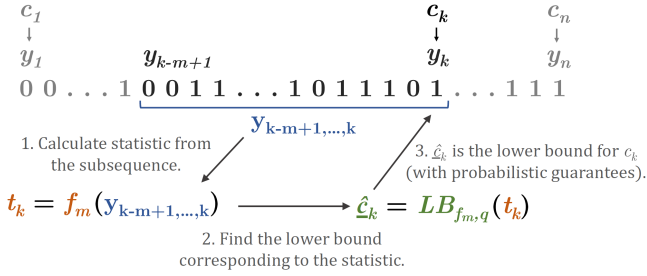 c₁ cₖ cₙ
↓ ↓ ↓
y₁ yₖ₋ₘ₊₁ yₖ yₙ
0 0 . . . 1 0 0 1 1 . . . 1 0 1 1 1 0 1 . . . 1 1 1
yₖ₋ₘ₊₁,...,ₖ
1. Calculate statistic from
the subsequence.
3. ĉ̲ₖ is the lower bound for cₖ
(with probabilistic guarantees).
tₖ = fₘ(yₖ₋ₘ₊₁,...,ₖ)
ĉ̲ₖ = LB_{fₘ,q}(tₖ)
2. Find the lower bound
corresponding to the statistic.